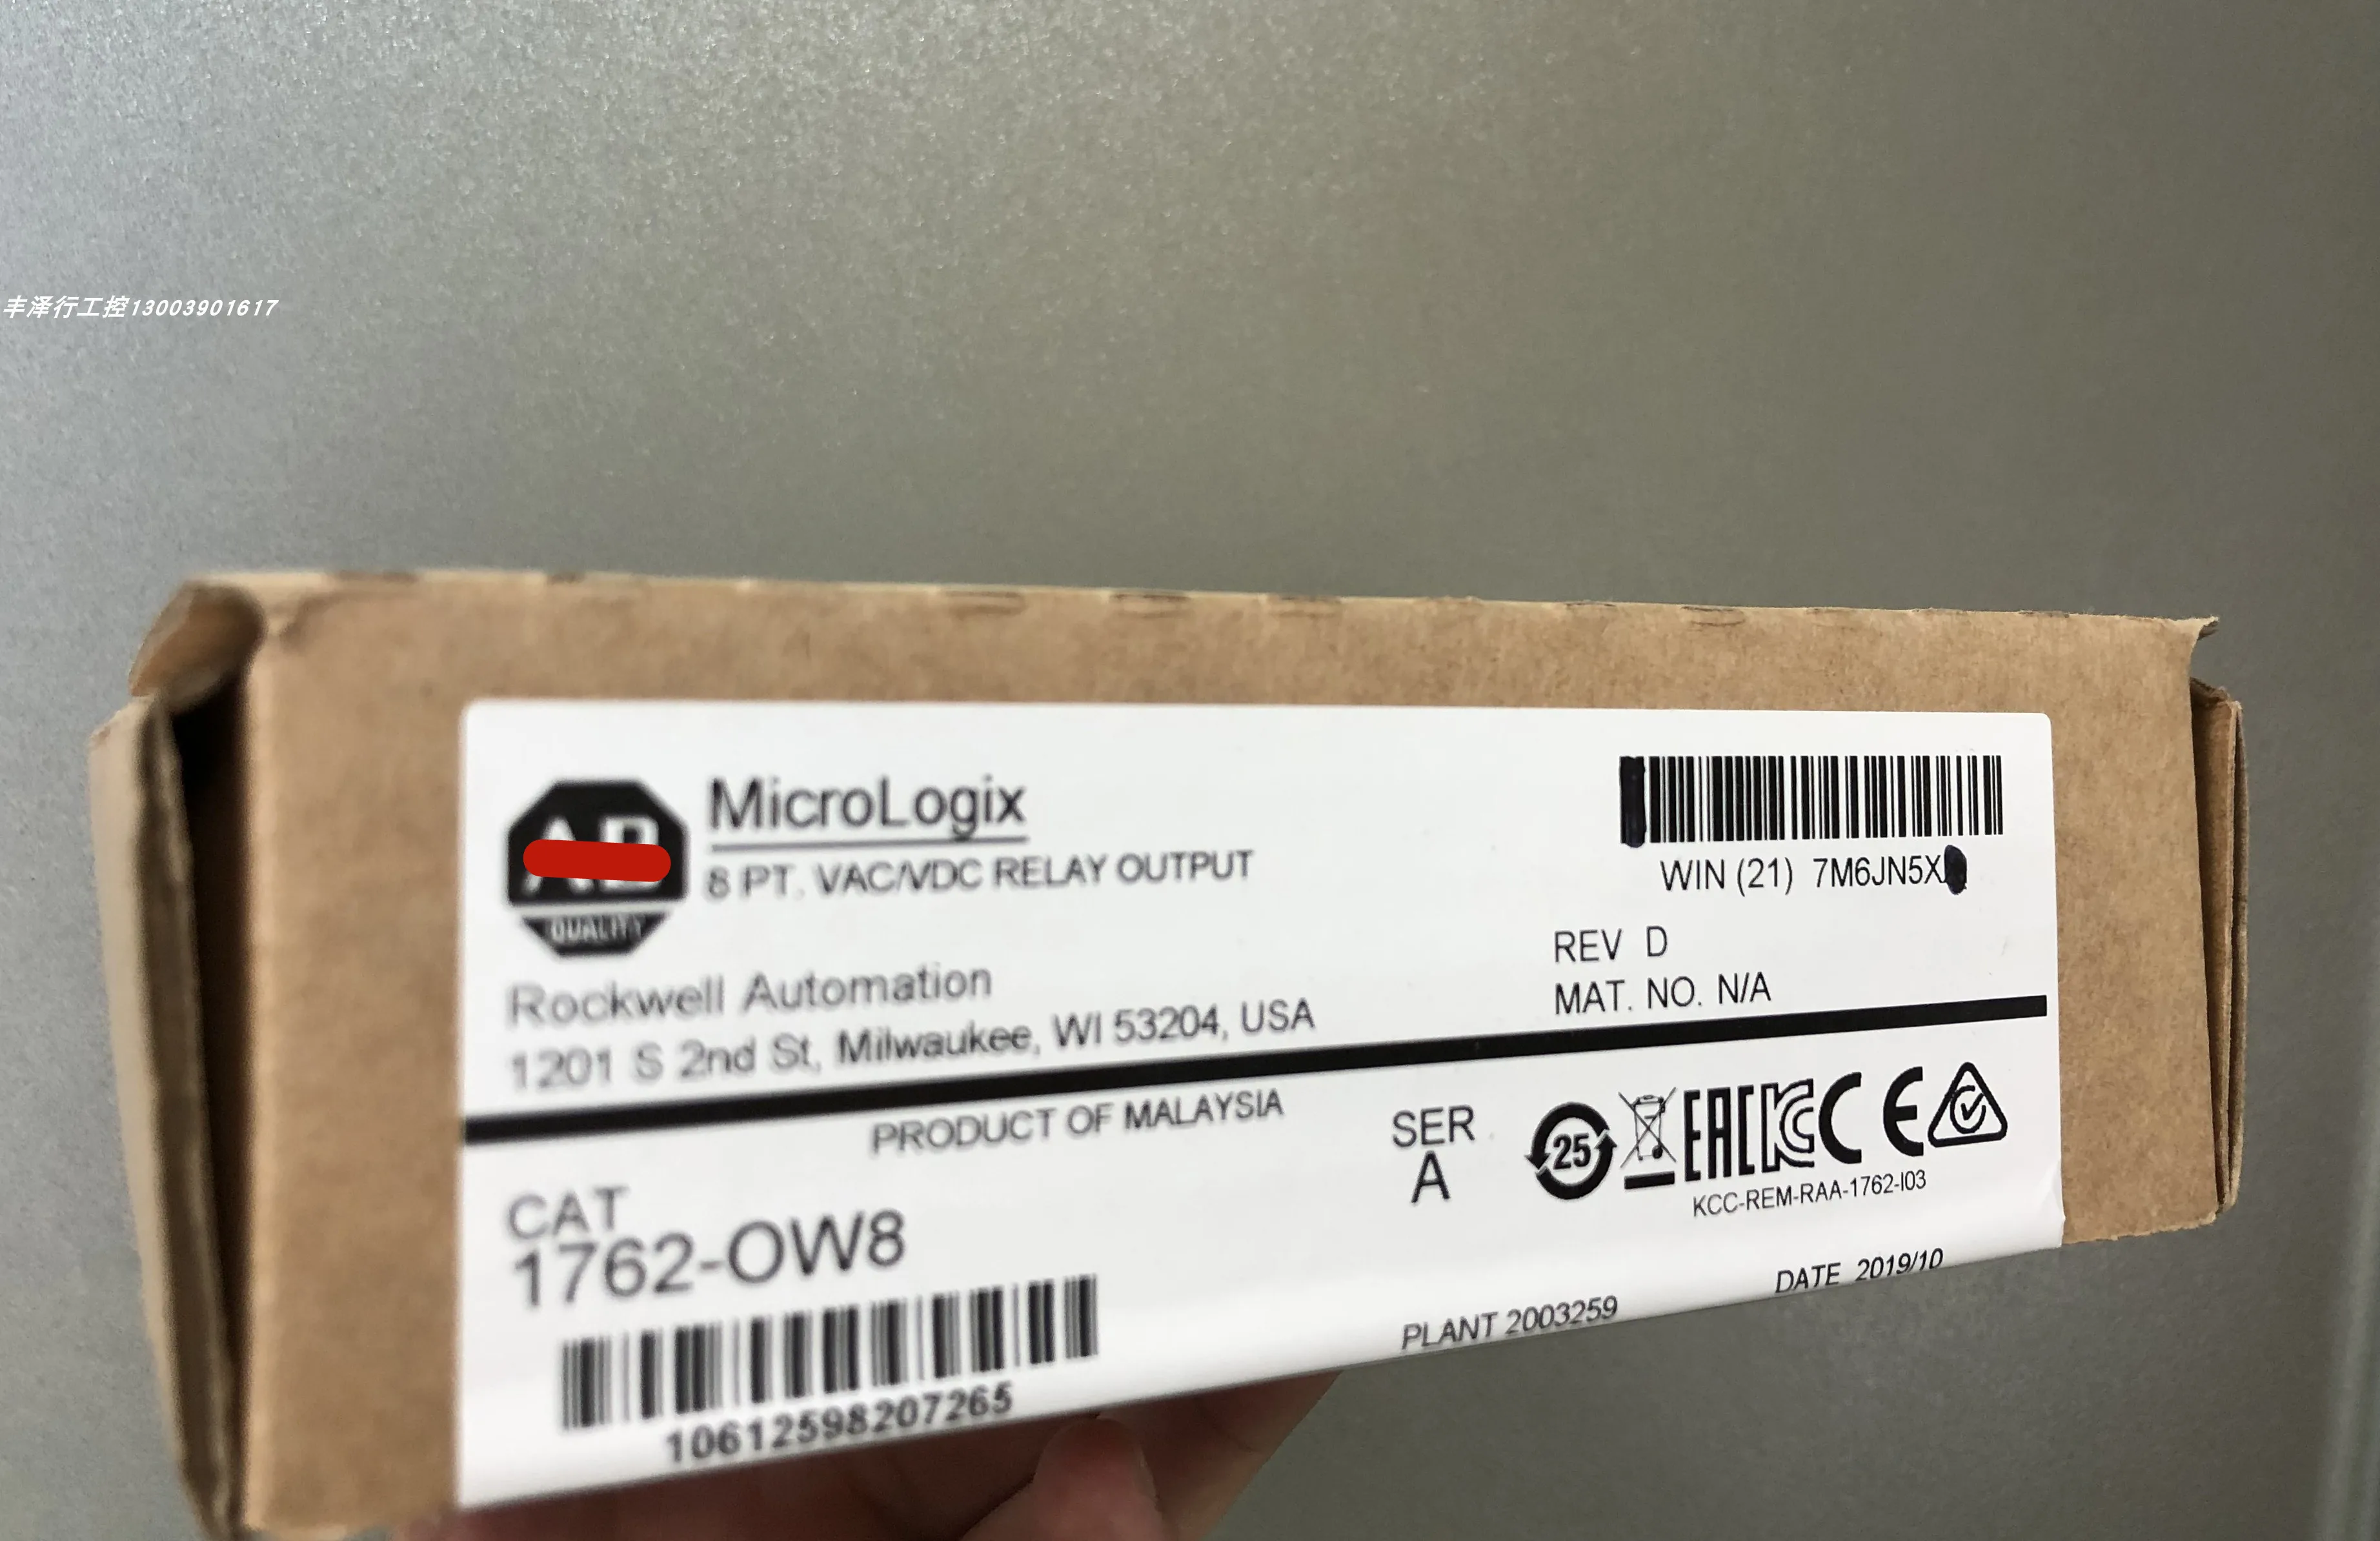 丰泽行工控13003901617
MicroLogix
8 PT. VAC/VDC RELAY OUTPUT
QUALITY
Rockwell Automation
1201 S 2nd St, Milwaukee, WI 53204, USA
WIN (21) 7M6JN5X
REV D
MAT. NO. N/A
PRODUCT OF MALAYSIA
SER
A
25
EAC
CE
KCC-REM-RAA-1762-I03
CAT
1762-OW8
10612598207265
PLANT 2003259
DATE 2019/10